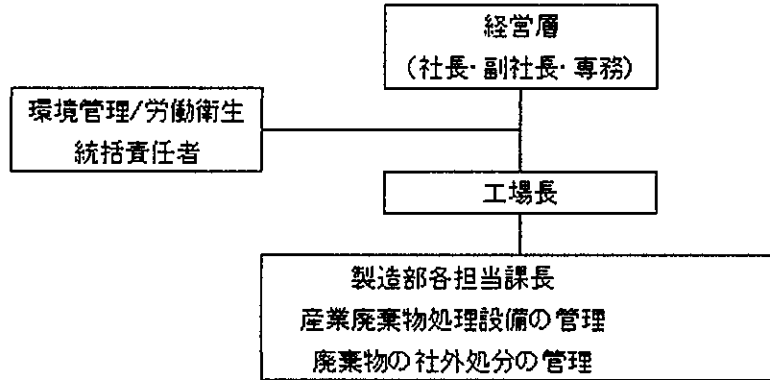 経営層
(社長・副社長・専務)
環境管理/労働衛生
統括責任者
工場長
製造部各担当課長
産業廃棄物処理設備の管理
廃棄物の社外処分の管理